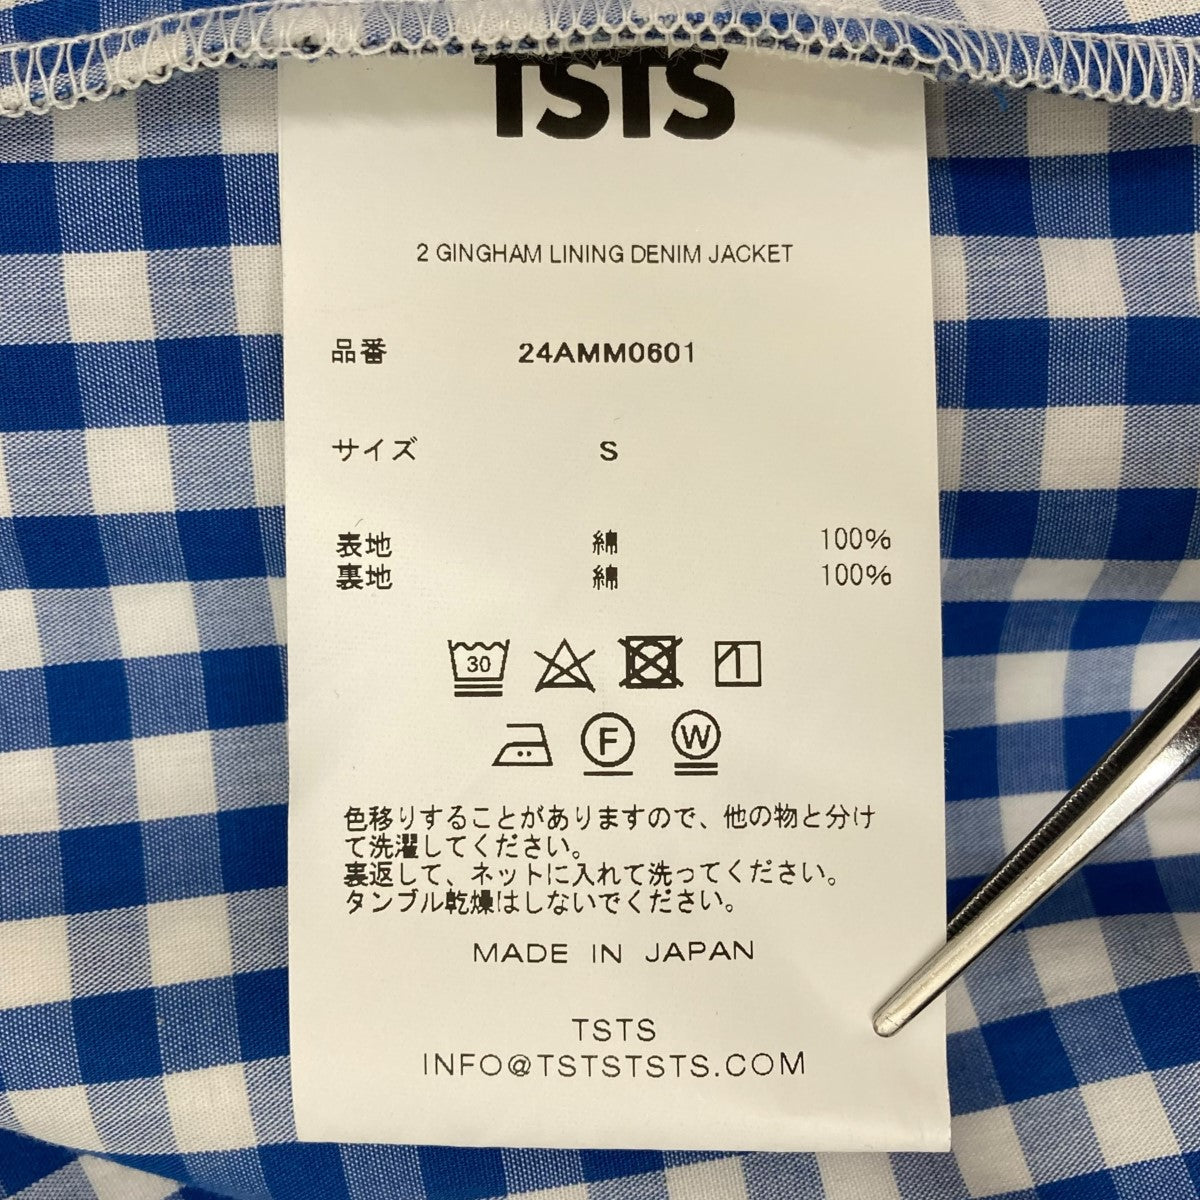 TSTS
2 GINGHAM LINING DENIM JACKET
品番 24AMM0601
サイズ S
表地 綿 100%
裏地 綿 100%
30
F W
色移りすることがありますので、他の物と分け
て洗濯してください。
裏返して、ネットに入れて洗ってください。
タンブル乾燥はしないでください。
MADE IN JAPAN
TSTS
INFO@TSTSTSTS.COM